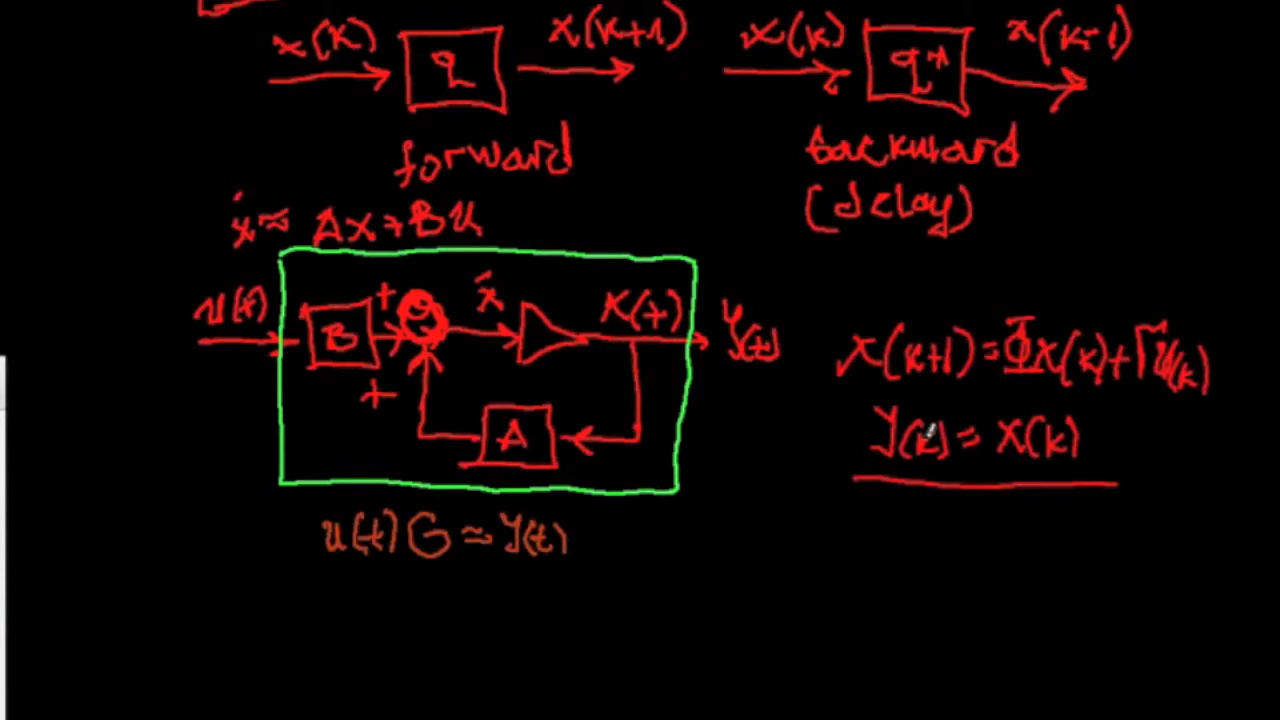 x(k) q x(k+1) x(k) q⁻¹ x(k-1)
forward backward
(delay)
ẋ = Ax+Bu
u(t) B + + ẋ x(t) y(t)
A
x(k+1) = Φx(k)+Γu(k)
y(k) = x(k)
u(t) G = y(t)